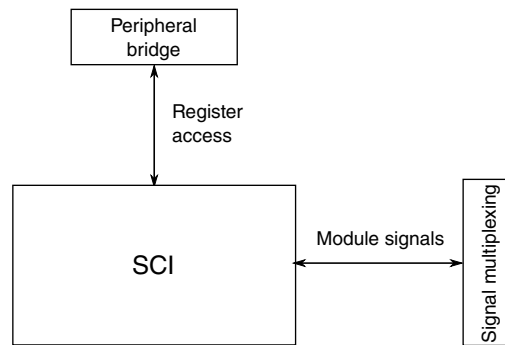 Peripheral
bridge
Register
access
SCI
Module signals
Signal multiplexing